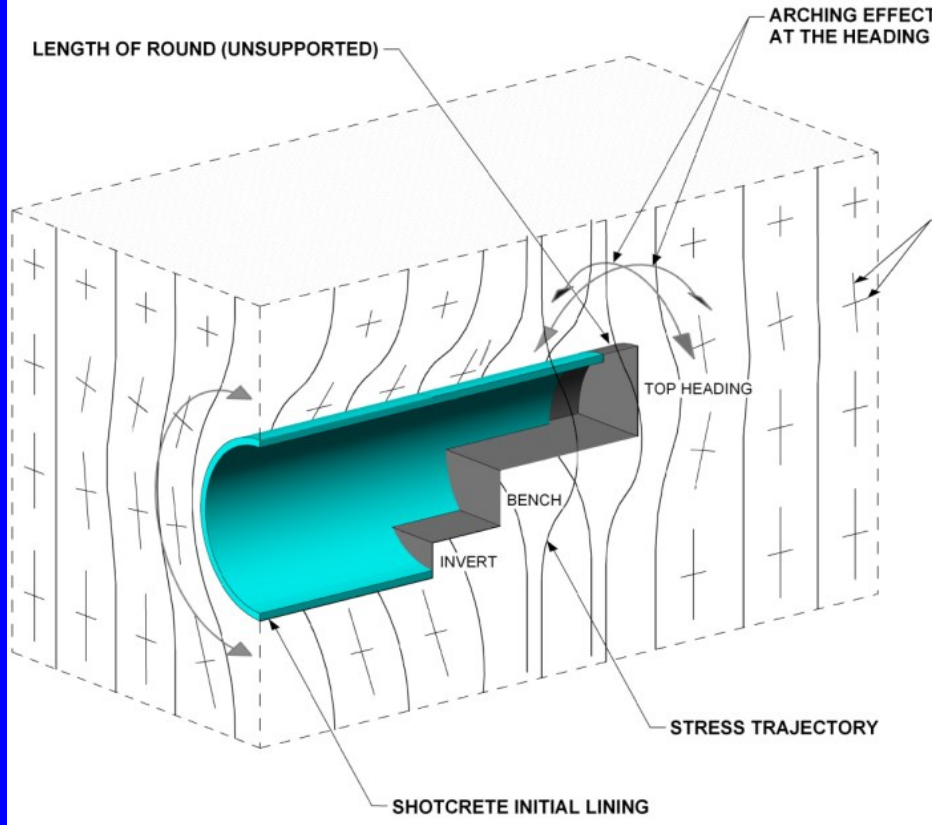 ARCHING EFFECT
AT THE HEADING
LENGTH OF ROUND (UNSUPPORTED)
TOP HEADING
BENCH
INVERT
STRESS TRAJECTORY
SHOTCRETE INITIAL LINING